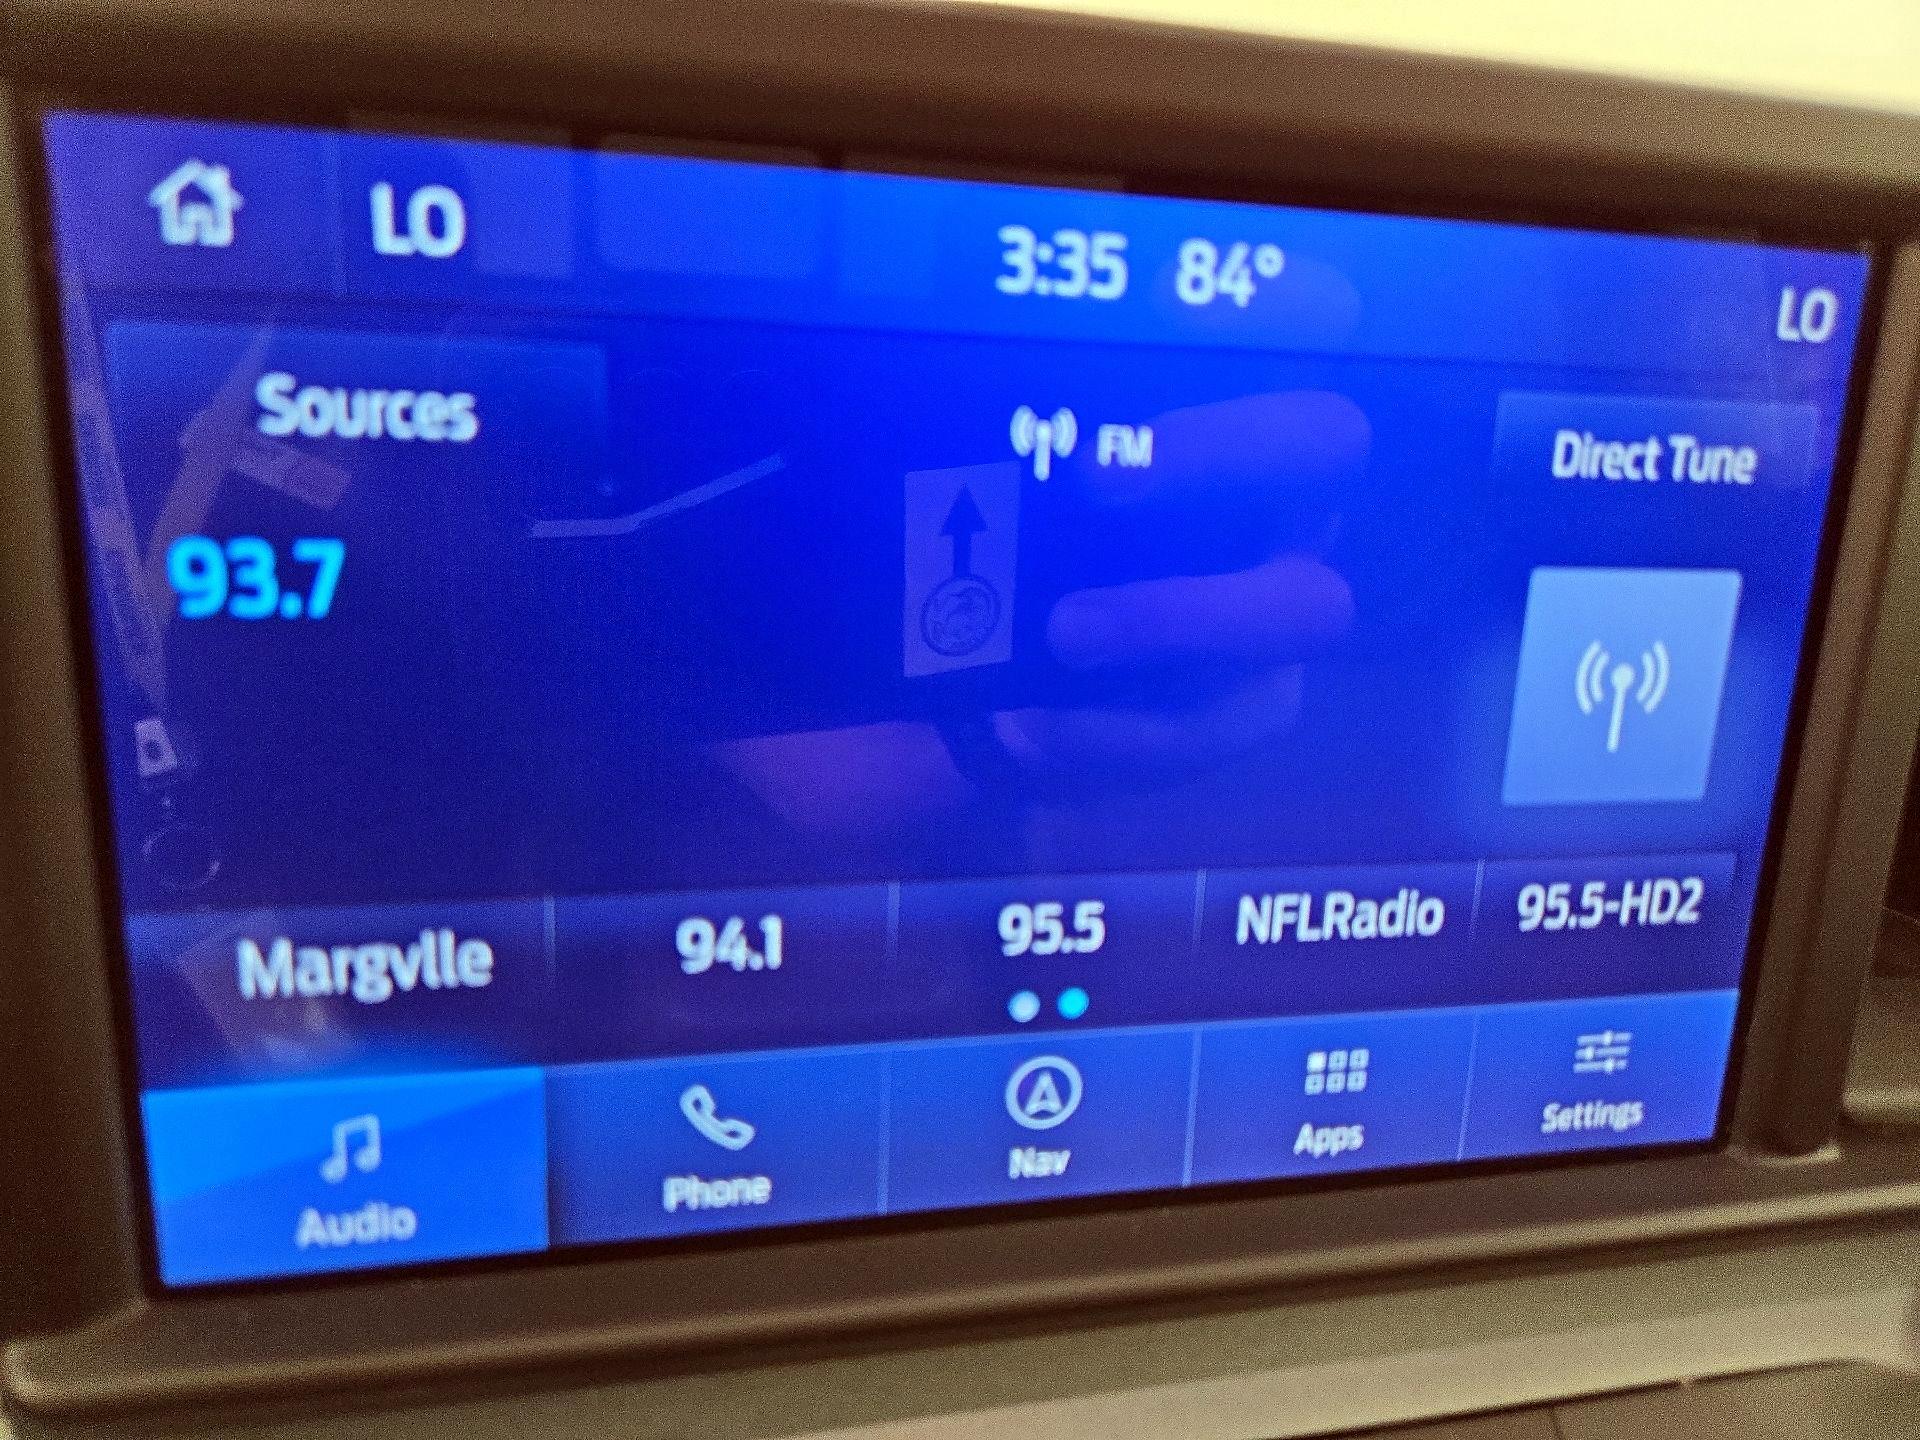 LO 3:35 84° LO
Sources FM Direct Tune
93.7
Margvlle 94.1 95.5 NFLRadio 95.5-HD2
Audio Phone Nav Apps Settings